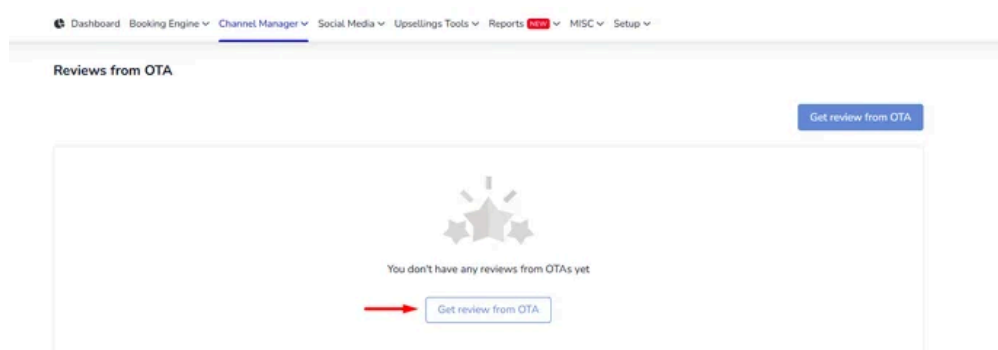 Dashboard Booking Engine Channel Manager Social Media Upsellings Tools Reports NEW MISC Setup
Reviews from OTA
Get review from OTA
You don't have any reviews from OTAs yet
Get review from OTA